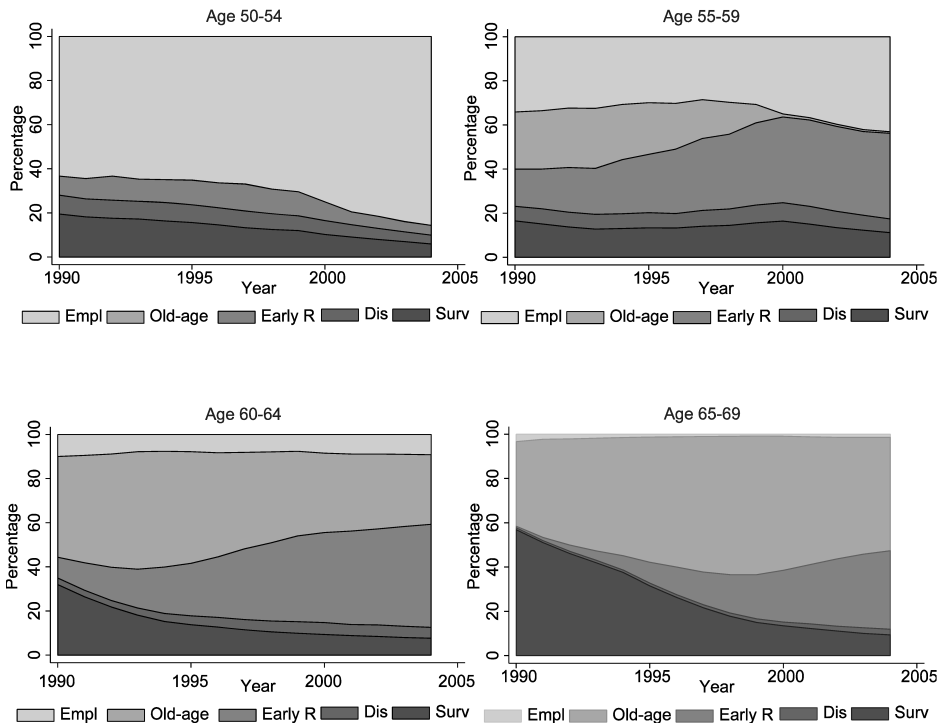 Age 50-54
Percentage
100
80
60
40
20
0
1990 1995 2000 2005
Year
Empl Old-age Early R Dis Surv
Age 55-59
Percentage
100
80
60
40
20
0
1990 1995 2000 2005
Year
Empl Old-age Early R Dis Surv
Age 60-64
Percentage
100
80
60
40
20
0
1990 1995 2000 2005
Year
Empl Old-age Early R Dis Surv
Age 65-69
Percentage
100
80
60
40
20
0
1990 1995 2000 2005
Year
Empl Old-age Early R Dis Surv